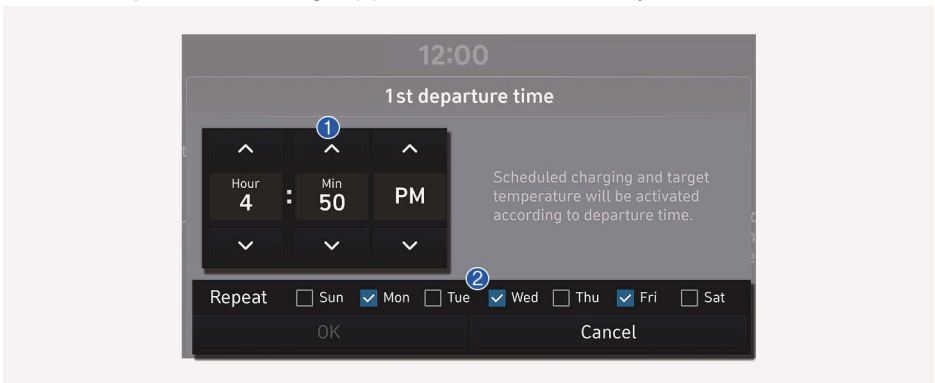 12:00
1st departure time
1
Hour Min
4 : 50 PM
Scheduled charging and target
temperature will be activated
according to departure time.
2
Repeat Sun Mon Tue Wed Thu Fri Sat
OK Cancel